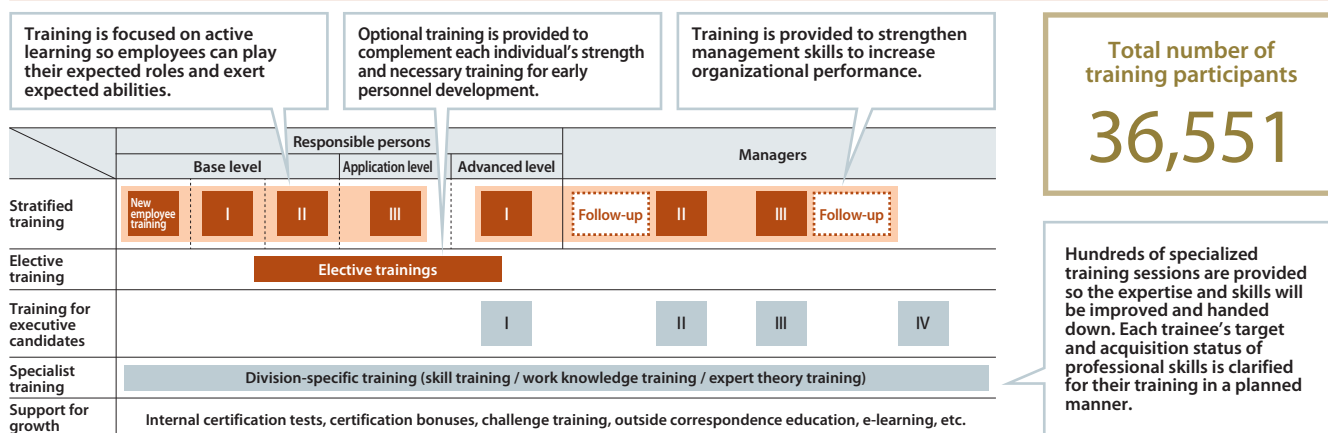 Training is focused on active
learning so employees can play
their expected roles and exert
expected abilities.
Optional training is provided to
complement each individual's strength
and necessary training for early
personnel development.
Training is provided to strengthen
management skills to increase
organizational performance.
Total number of
training participants
36,551
Responsible persons
Managers
Base level
Application level
Advanced level
Stratified
training
New
employee
training
I
II
III
I
Follow-up
II
III
Follow-up
Elective
training
Elective trainings
Training for
executive
candidates
I
II
III
IV
Specialist
training
Division-specific training (skill training / work knowledge training / expert theory training)
Support for
growth
Internal certification tests, certification bonuses, challenge training, outside correspondence education, e-learning, etc.
Hundreds of specialized
training sessions are provided
so the expertise and skills will
be improved and handed
down. Each trainee's target
and acquisition status of
professional skills is clarified
for their training in a planned
manner.